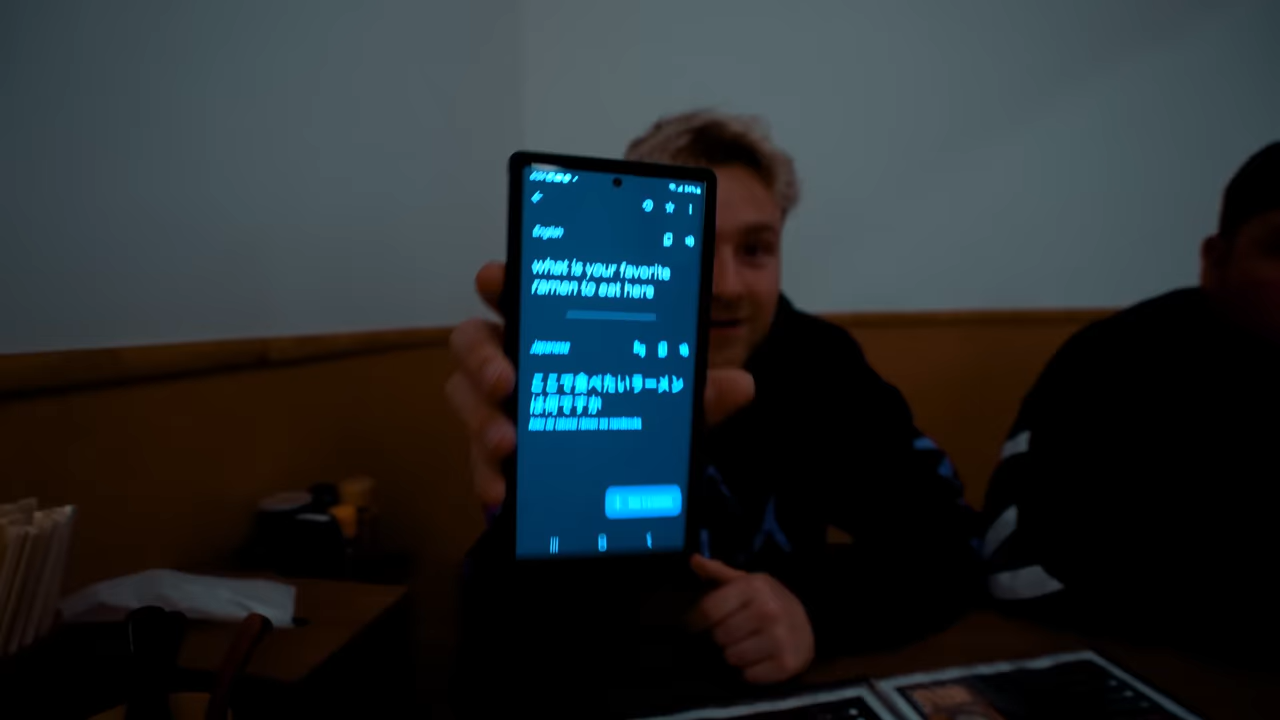 English
what is your favorite
ramen to eat here
Japanese
ここで食べたいラーメン
は何ですか